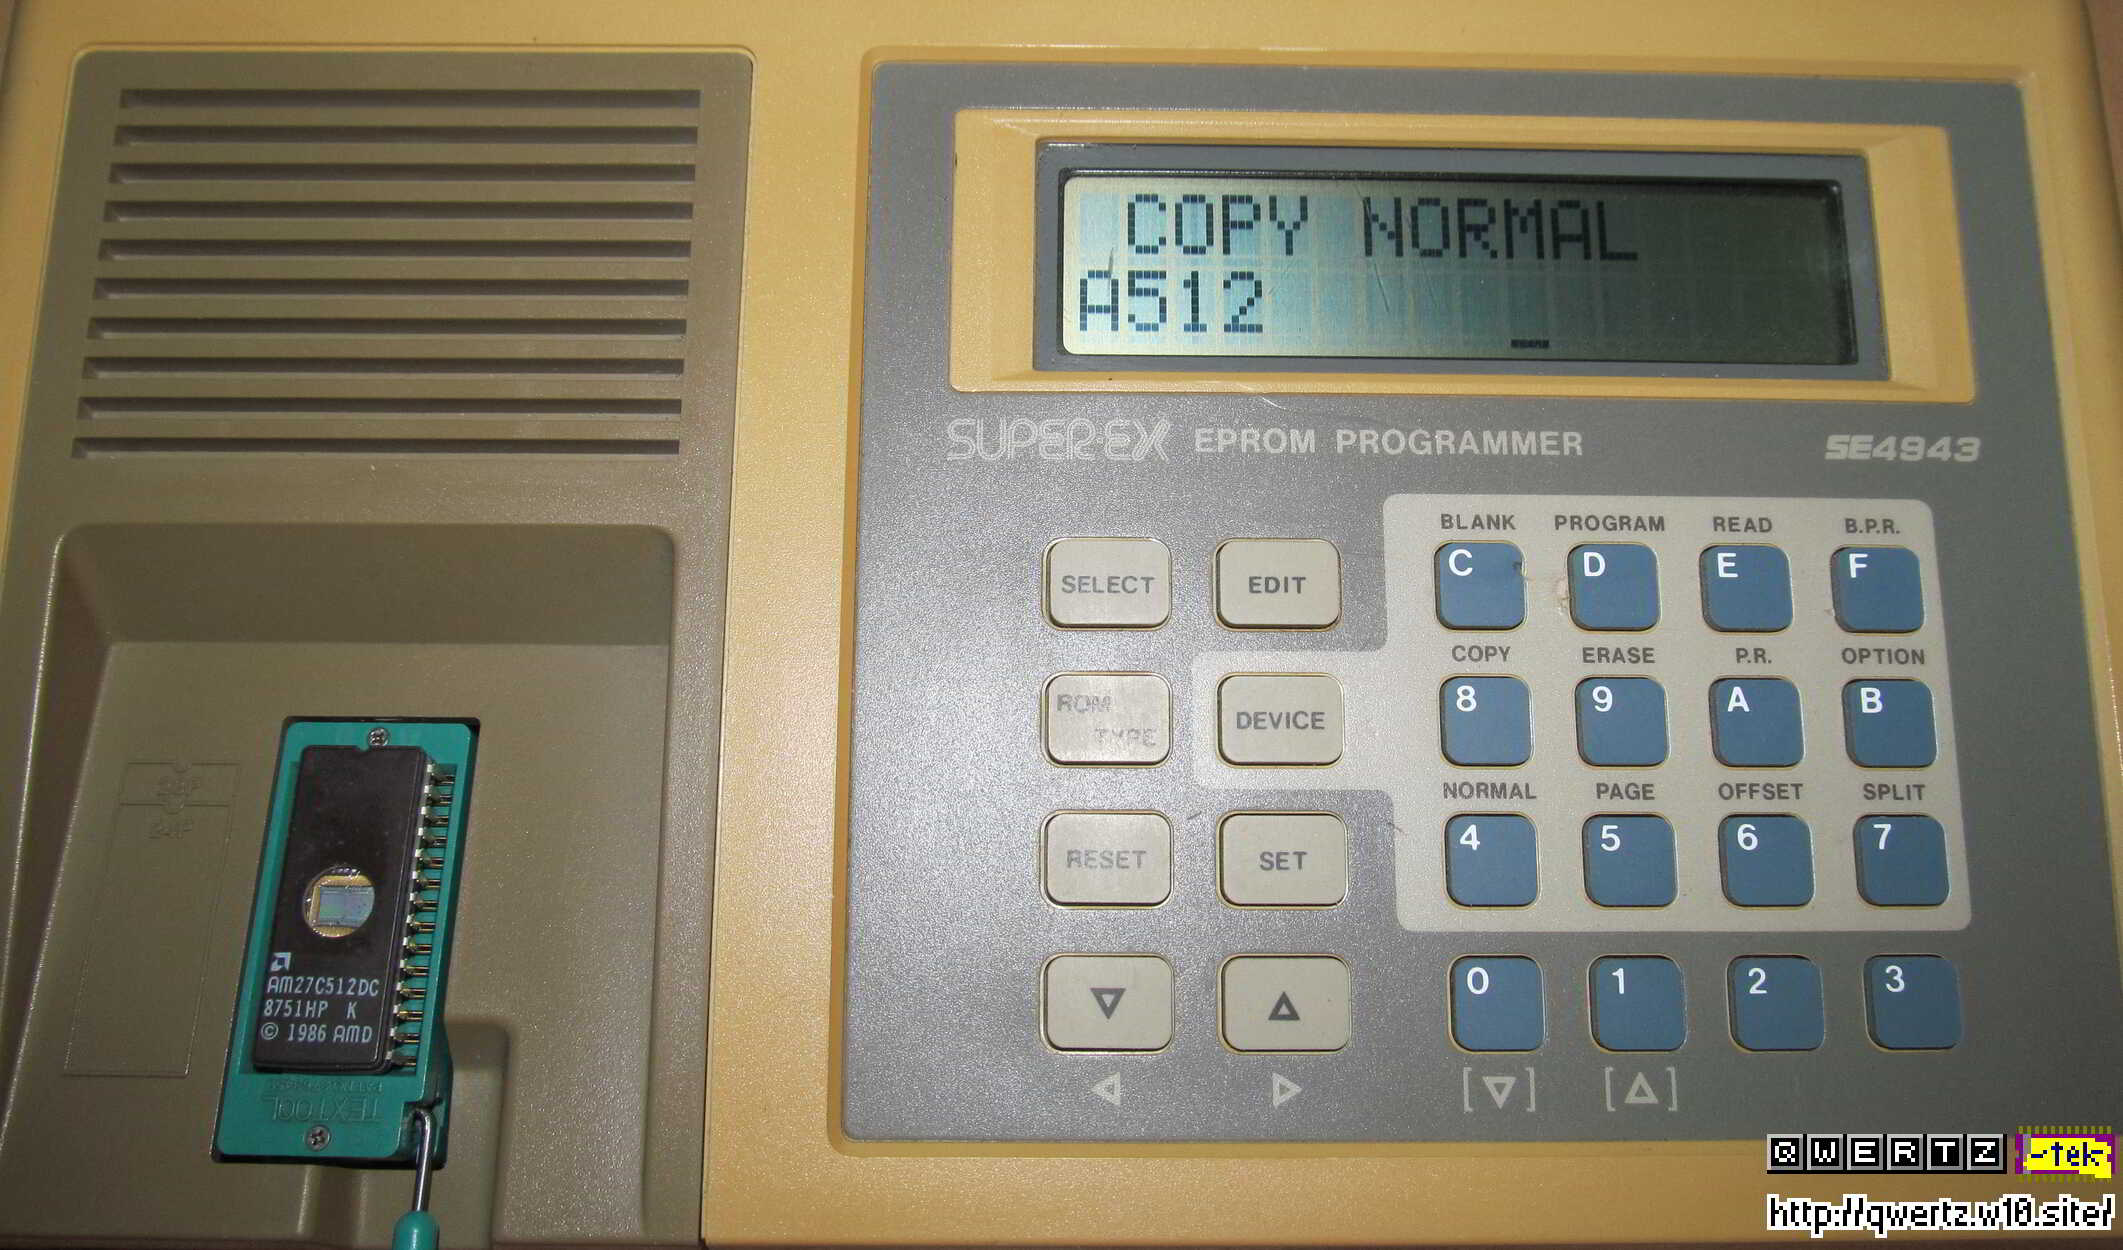 COPY NORMAL
A512
SUPER-EX EPROM PROGRAMMER SE4943
BLANK PROGRAM READ B.P.R.
SELECT EDIT C D E F
COPY ERASE P.R. OPTION
ROM TYPE DEVICE 8 9 A B
NORMAL PAGE OFFSET SPLIT
RESET SET 4 5 6 7
0 1 2 3
28P
24P
AM27C512DC
8751HP K
© 1986 AMD
TEXTOOL
QWERTZ -tek-
http://qwertz.w10.site/